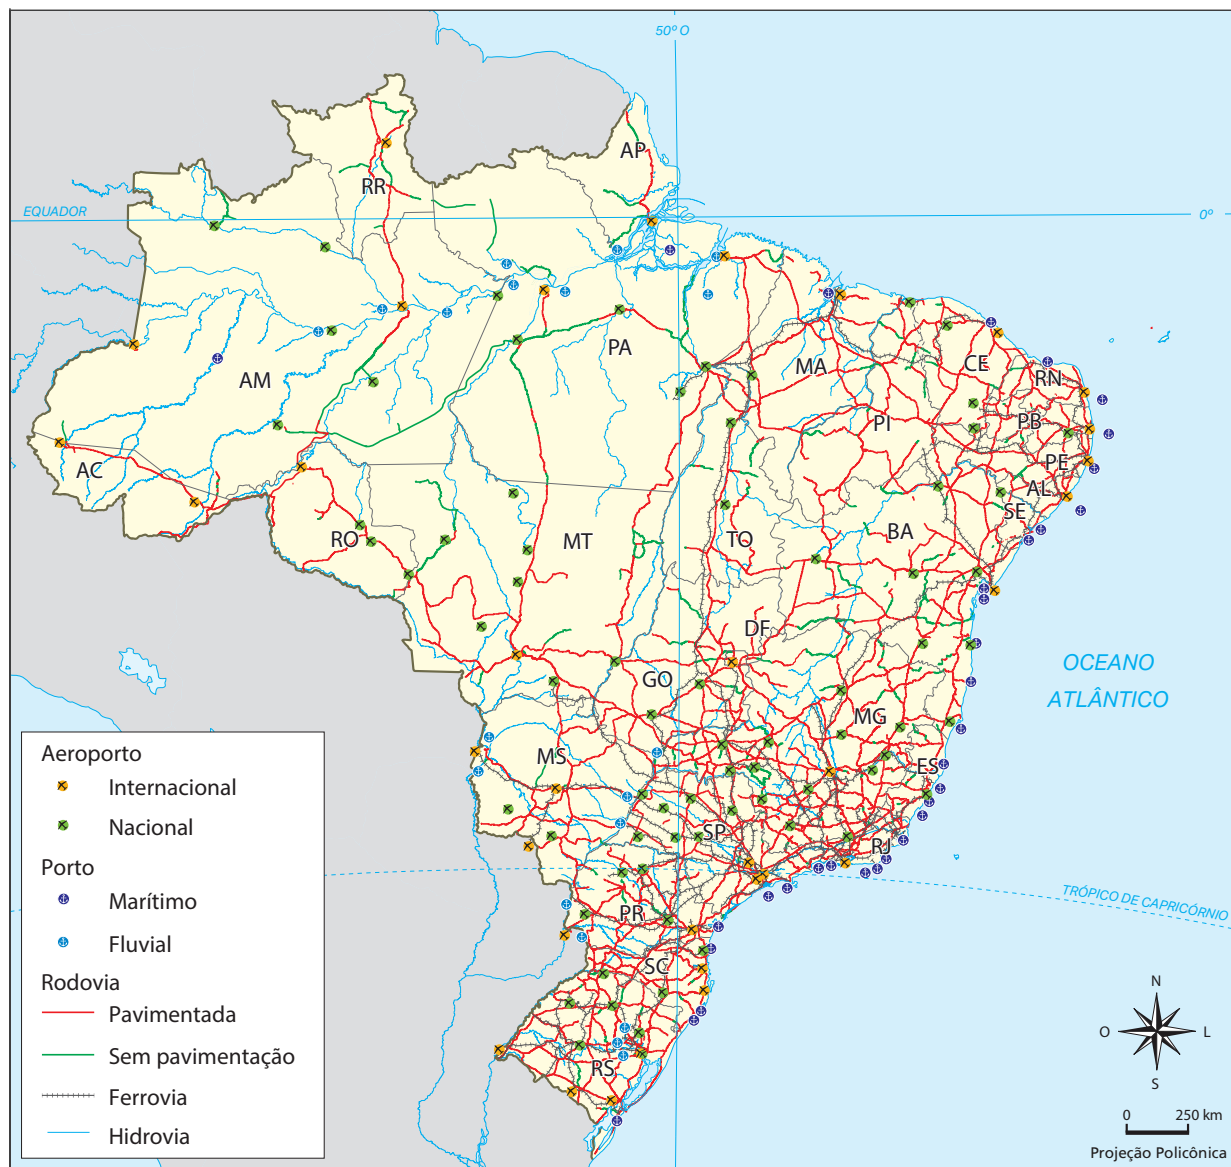 50º O
AP
RR
EQUADOR
0º
PA
AM
MA
CE
RN
PI
PB
AC
PE
AL
SE
RO
MT
TO
BA
DF
OCEANO
ATLÂNTICO
GO
MG
MS
ES
SP
RJ
TRÓPICO DE CAPRICÓRNIO
PR
SC
RS
Aeroporto
Internacional
Nacional
Porto
Marítimo
Fluvial
Rodovia
Pavimentada
Sem pavimentação
Ferrovia
Hidrovia
N
O
L
S
0 250 km
Projeção Policônica